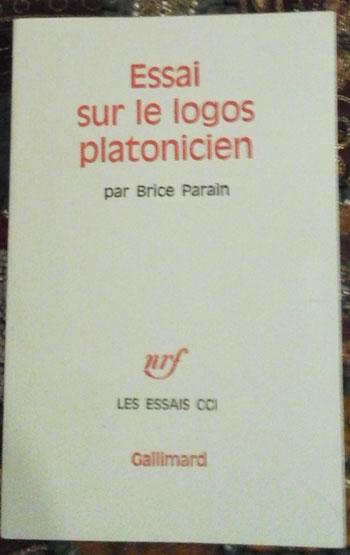 Essai
sur le logos
platonicien
par Brice Parain
nrf
LES ESSAIS CCI
Gallimard